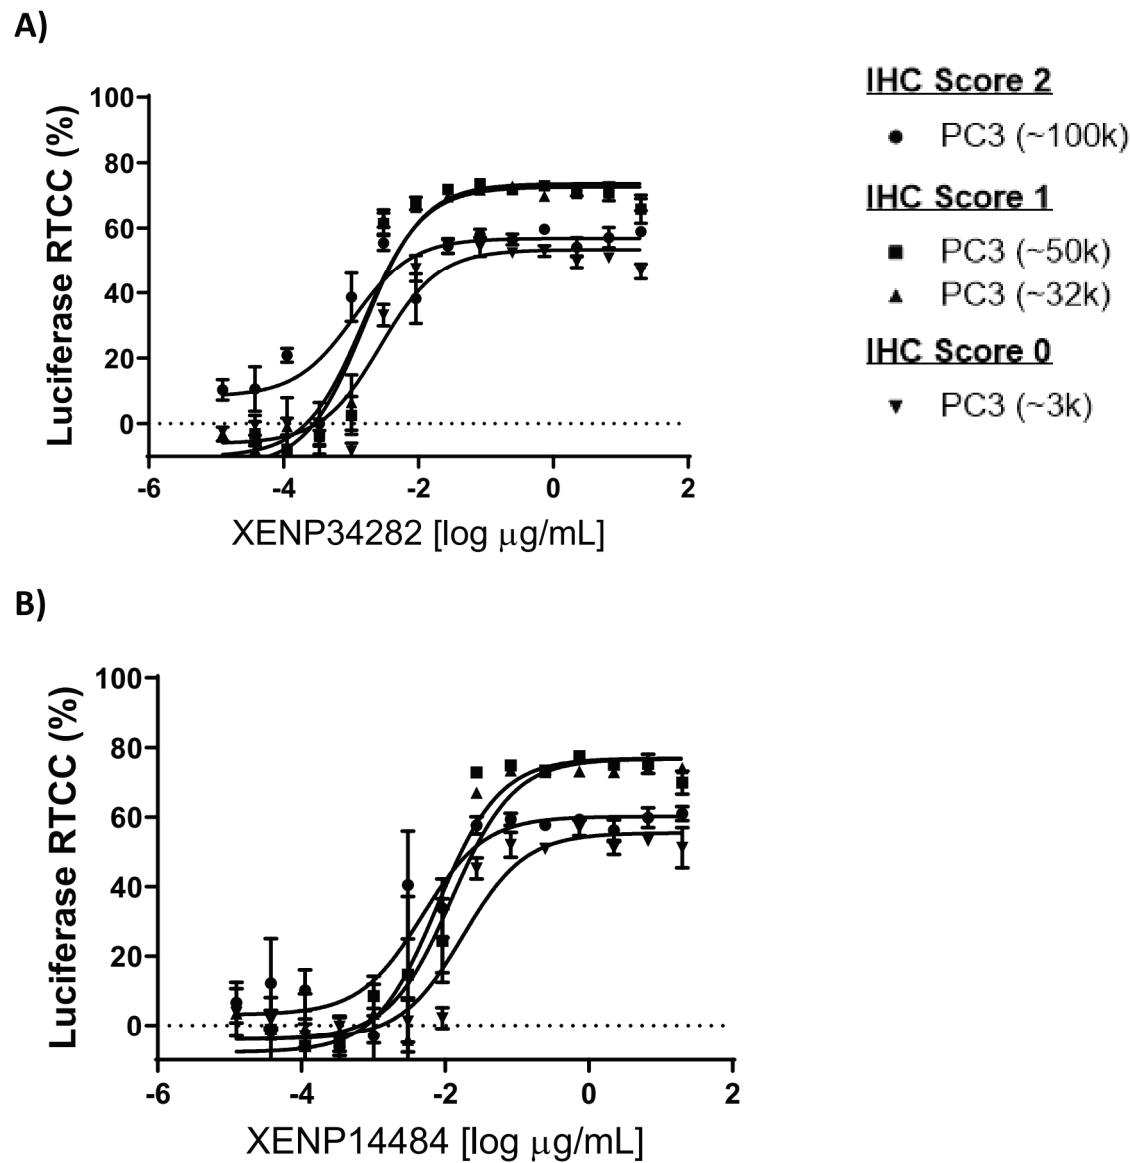 A)
Luciferase RTCC (%)
100
80
60
40
20
0
-6 -4 -2 0 2
XENP34282 [log μg/mL]
IHC Score 2
PC3 (~100k)
IHC Score 1
PC3 (~50k)
PC3 (~32k)
IHC Score 0
PC3 (~3k)
B)
Luciferase RTCC (%)
100
80
60
40
20
0
-6 -4 -2 0 2
XENP14484 [log μg/mL]